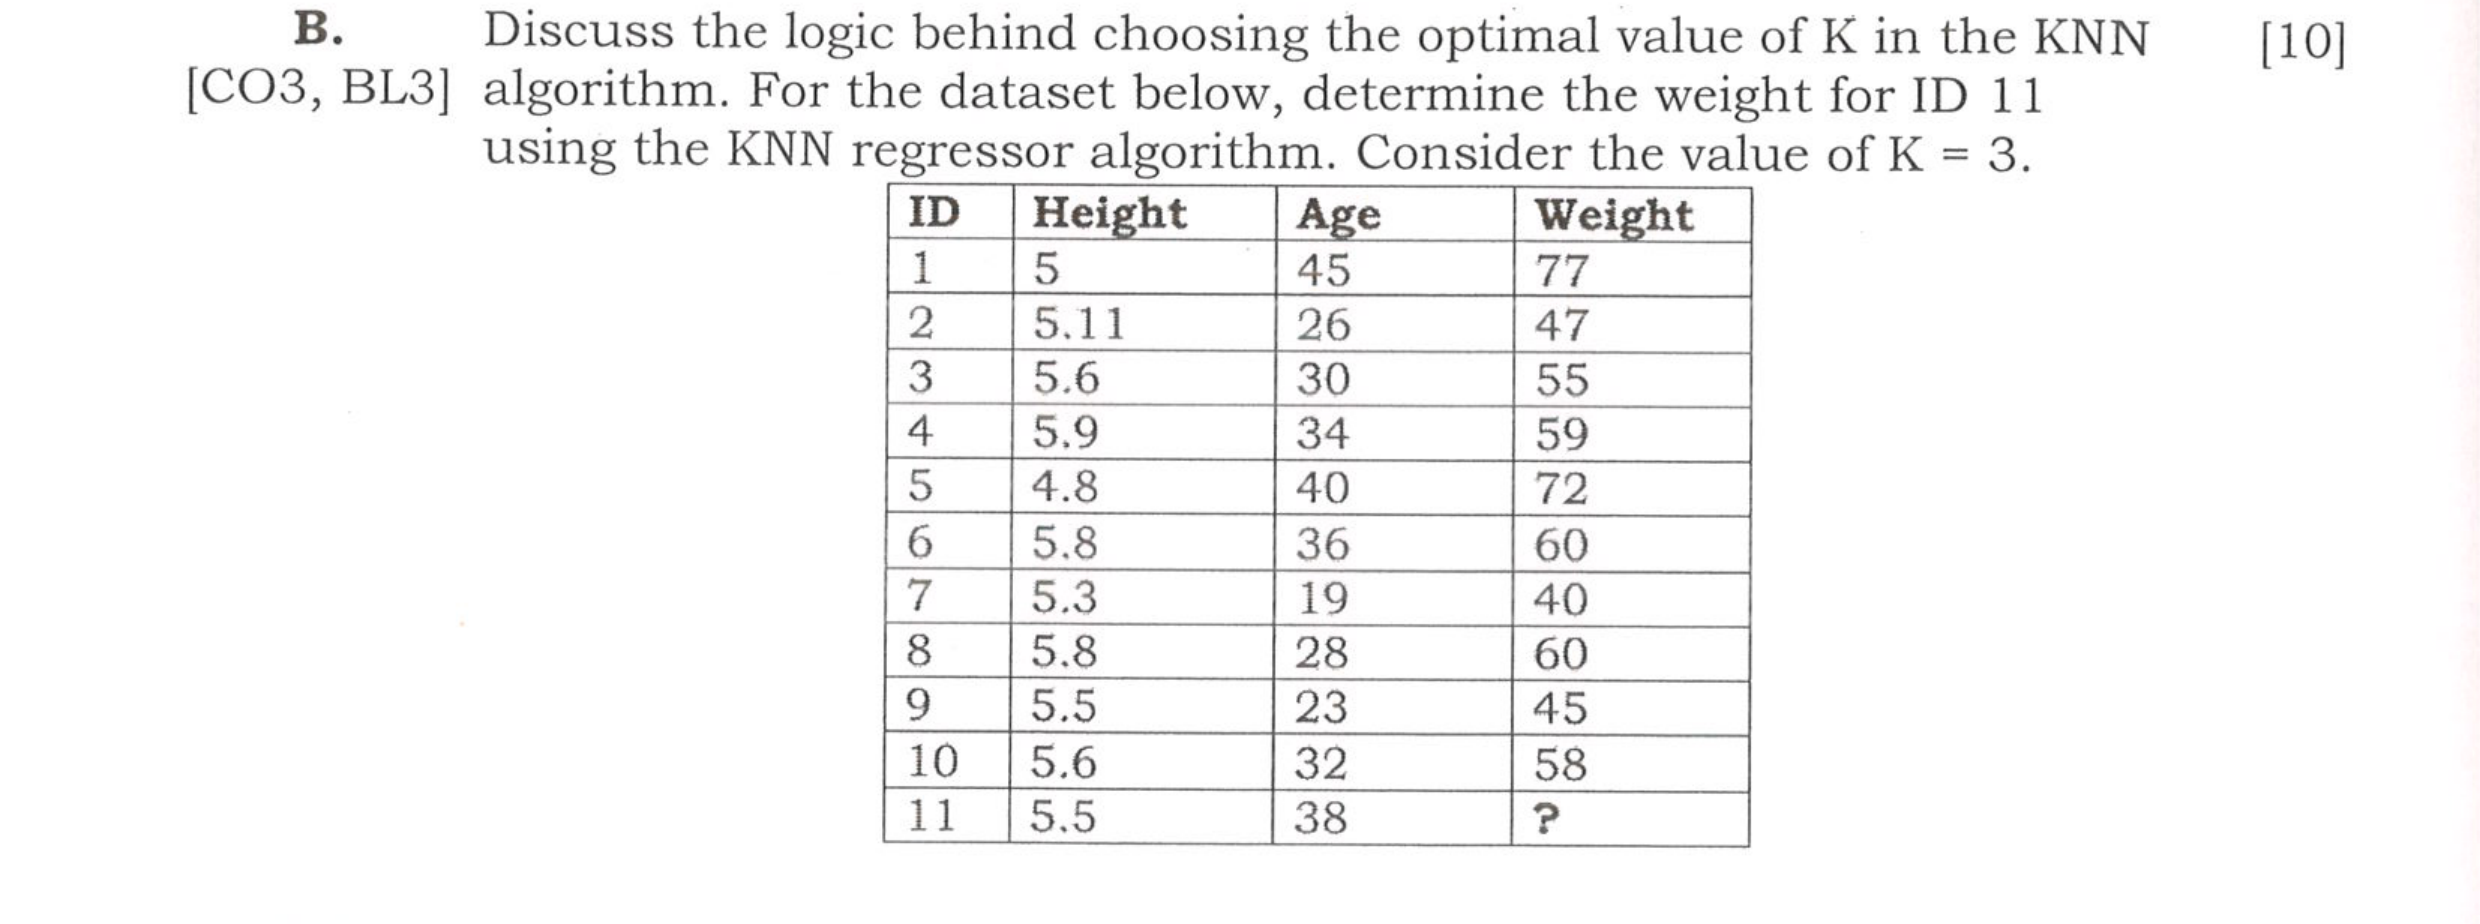 B. Discuss the logic behind choosing the optimal value of K in the KNN [10]
[CO3, BL3] algorithm. For the dataset below, determine the weight for ID 11
using the KNN regressor algorithm. Consider the value of K = 3.
ID Height Age Weight
1 5 45 77
2 5.11 26 47
3 5.6 30 55
4 5.9 34 59
5 4.8 40 72
6 5.8 36 60
7 5.3 19 40
8 5.8 28 60
9 5.5 23 45
10 5.6 32 58
11 5.5 38 ?